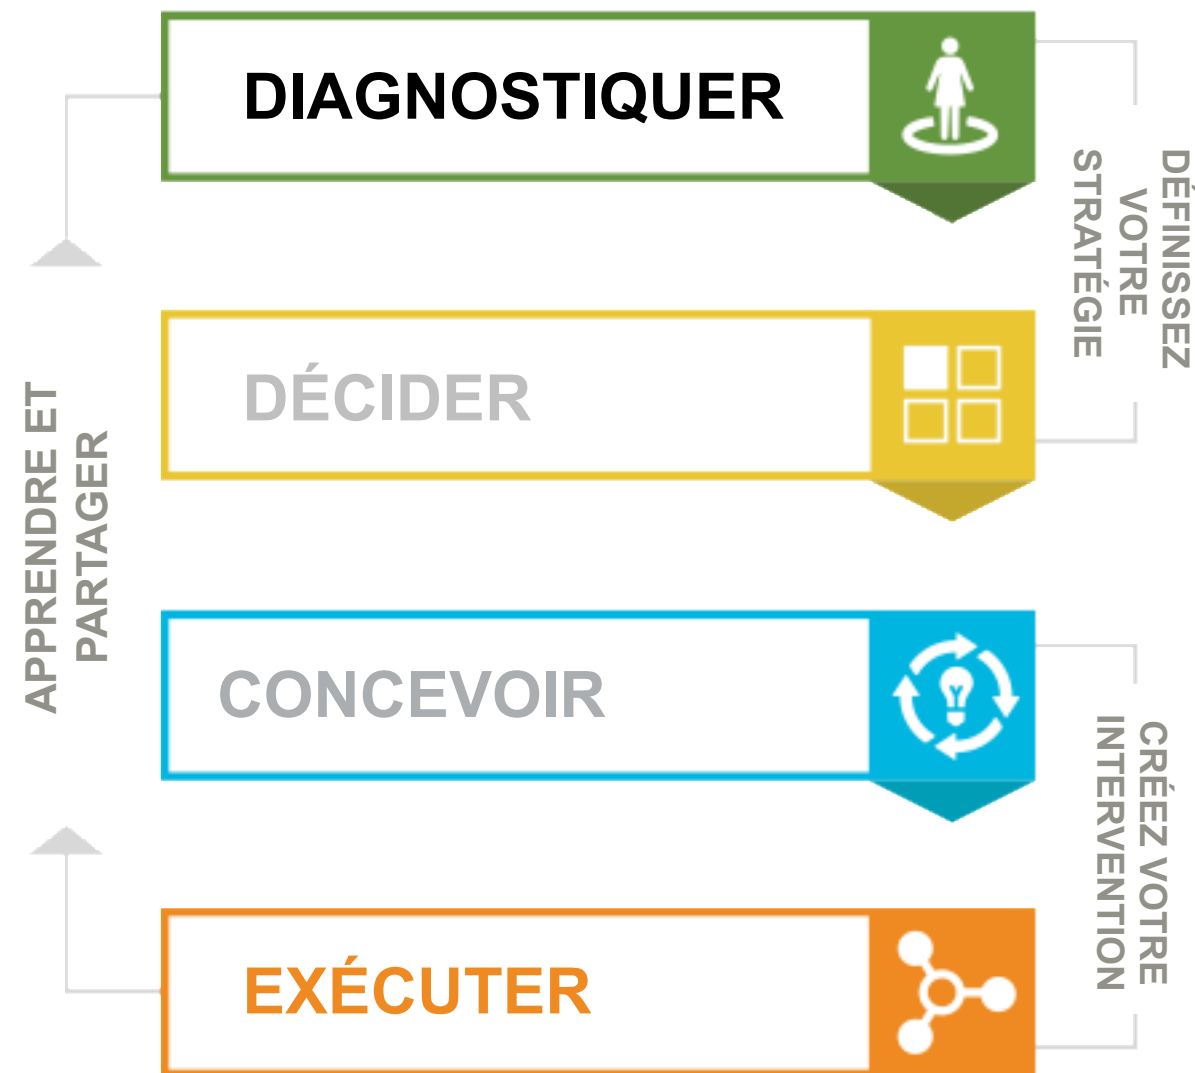 DIAGNOSTIQUER
DÉFINISSEZ
VOTRE
STRATÉGIE
DÉCIDER
APPRENDRE ET
PARTAGER
CONCEVOIR
CRÉEZ VOTRE
INTERVENTION
EXÉCUTER